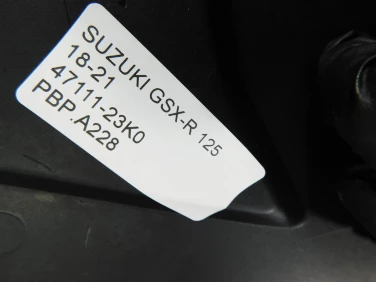 SUZUKI GSX-R 125
18-21
47111-23K0
PBP.A228